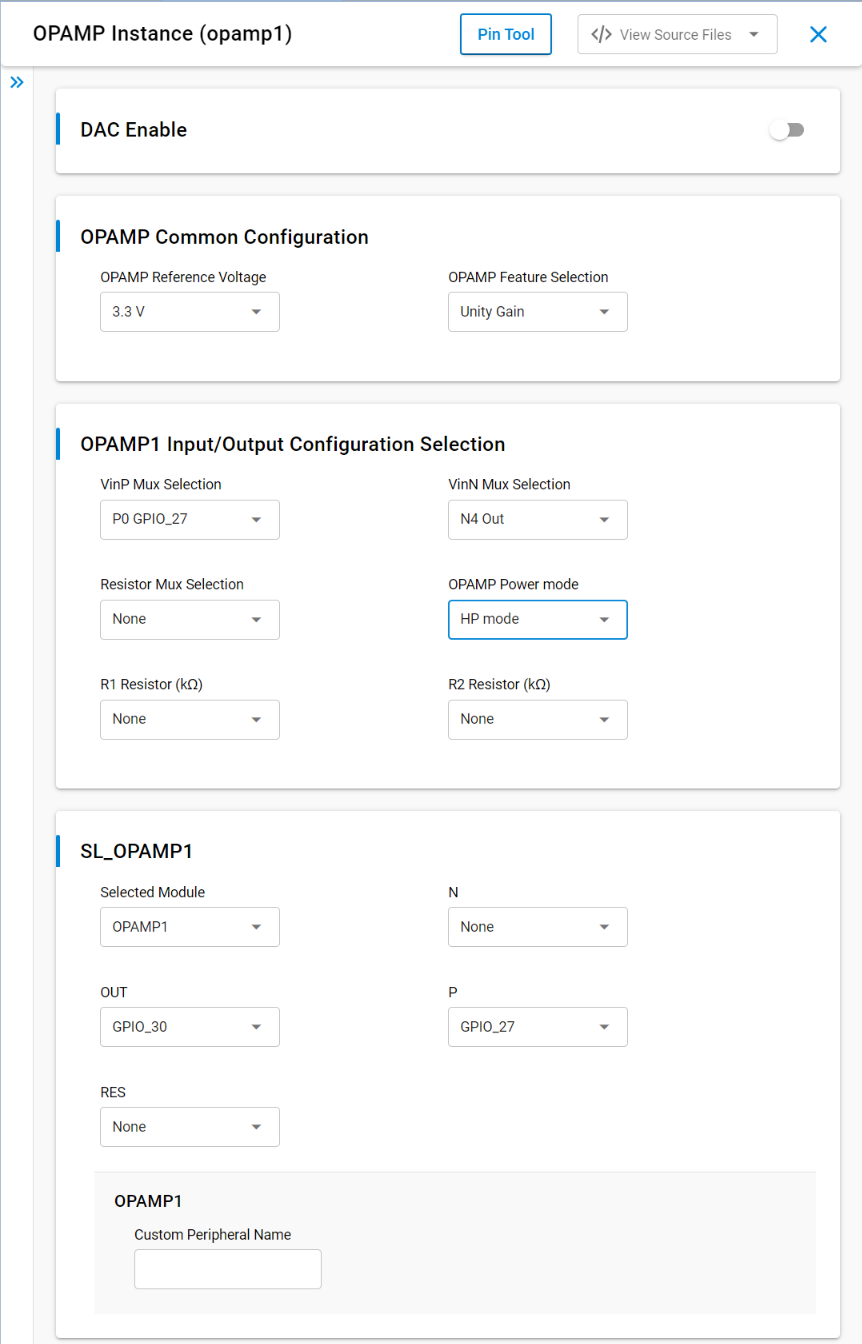 OPAMP Instance (opamp1)
Pin Tool
</> View Source Files
DAC Enable
OPAMP Common Configuration
OPAMP Reference Voltage
OPAMP Feature Selection
3.3 V
Unity Gain
OPAMP1 Input/Output Configuration Selection
VinP Mux Selection
VinN Mux Selection
P0 GPIO_27
N4 Out
Resistor Mux Selection
OPAMP Power mode
None
HP mode
R1 Resistor (kΩ)
R2 Resistor (kΩ)
None
None
SL_OPAMP1
Selected Module
N
OPAMP1
None
OUT
P
GPIO_30
GPIO_27
RES
None
OPAMP1
Custom Peripheral Name